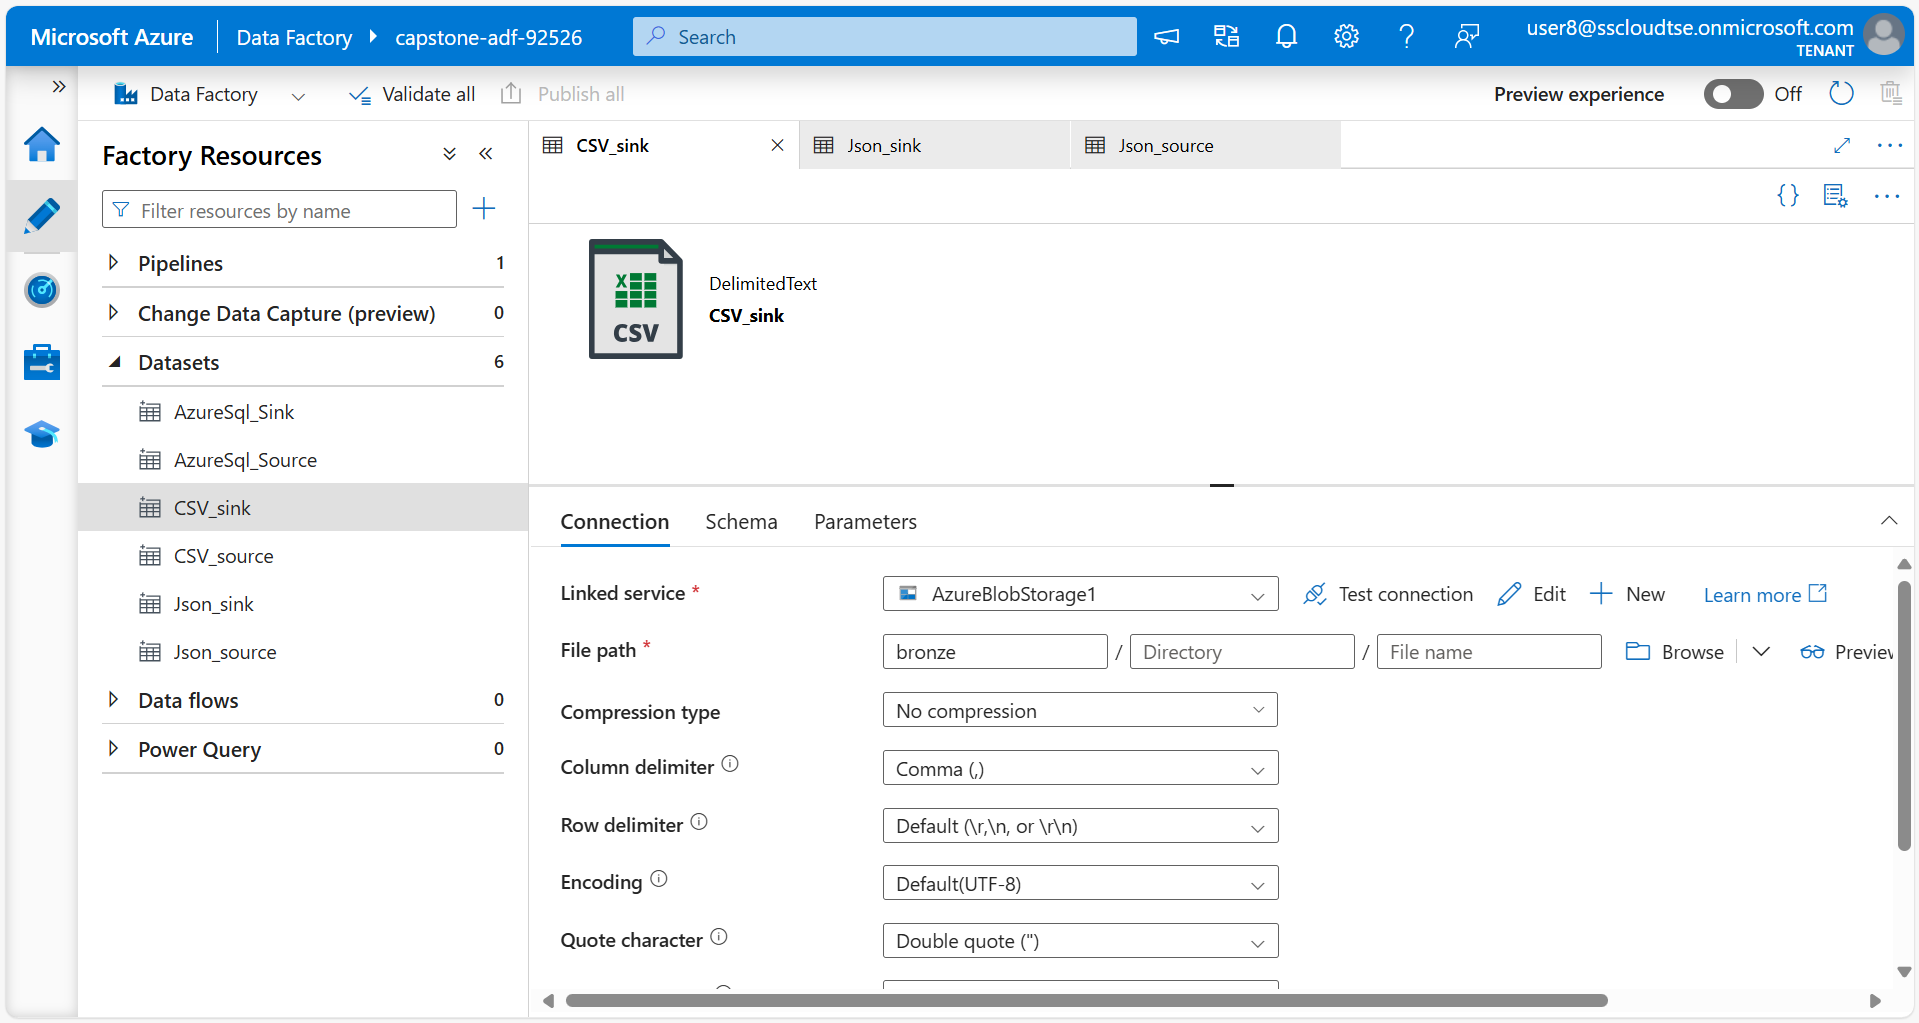 Microsoft Azure
Data Factory
capstone-adf-92526
Search
user8@sscloudtse.onmicrosoft.com
TENANT
Data Factory
Validate all
Publish all
Preview experience
Off
Factory Resources
Filter resources by name
Pipelines 1
Change Data Capture (preview) 0
Datasets 6
AzureSql_Sink
AzureSql_Source
CSV_sink
CSV_source
Json_sink
Json_source
Data flows 0
Power Query 0
CSV_sink
Json_sink
Json_source
{}
X
CSV
DelimitedText
CSV_sink
Connection Schema Parameters
Linked service * AzureBlobStorage1 Test connection Edit New Learn more
File path * bronze / Directory / File name Browse Preview
Compression type No compression
Column delimiter Comma (,)
Row delimiter Default (\r,\n, or \r\n)
Encoding Default(UTF-8)
Quote character Double quote (")